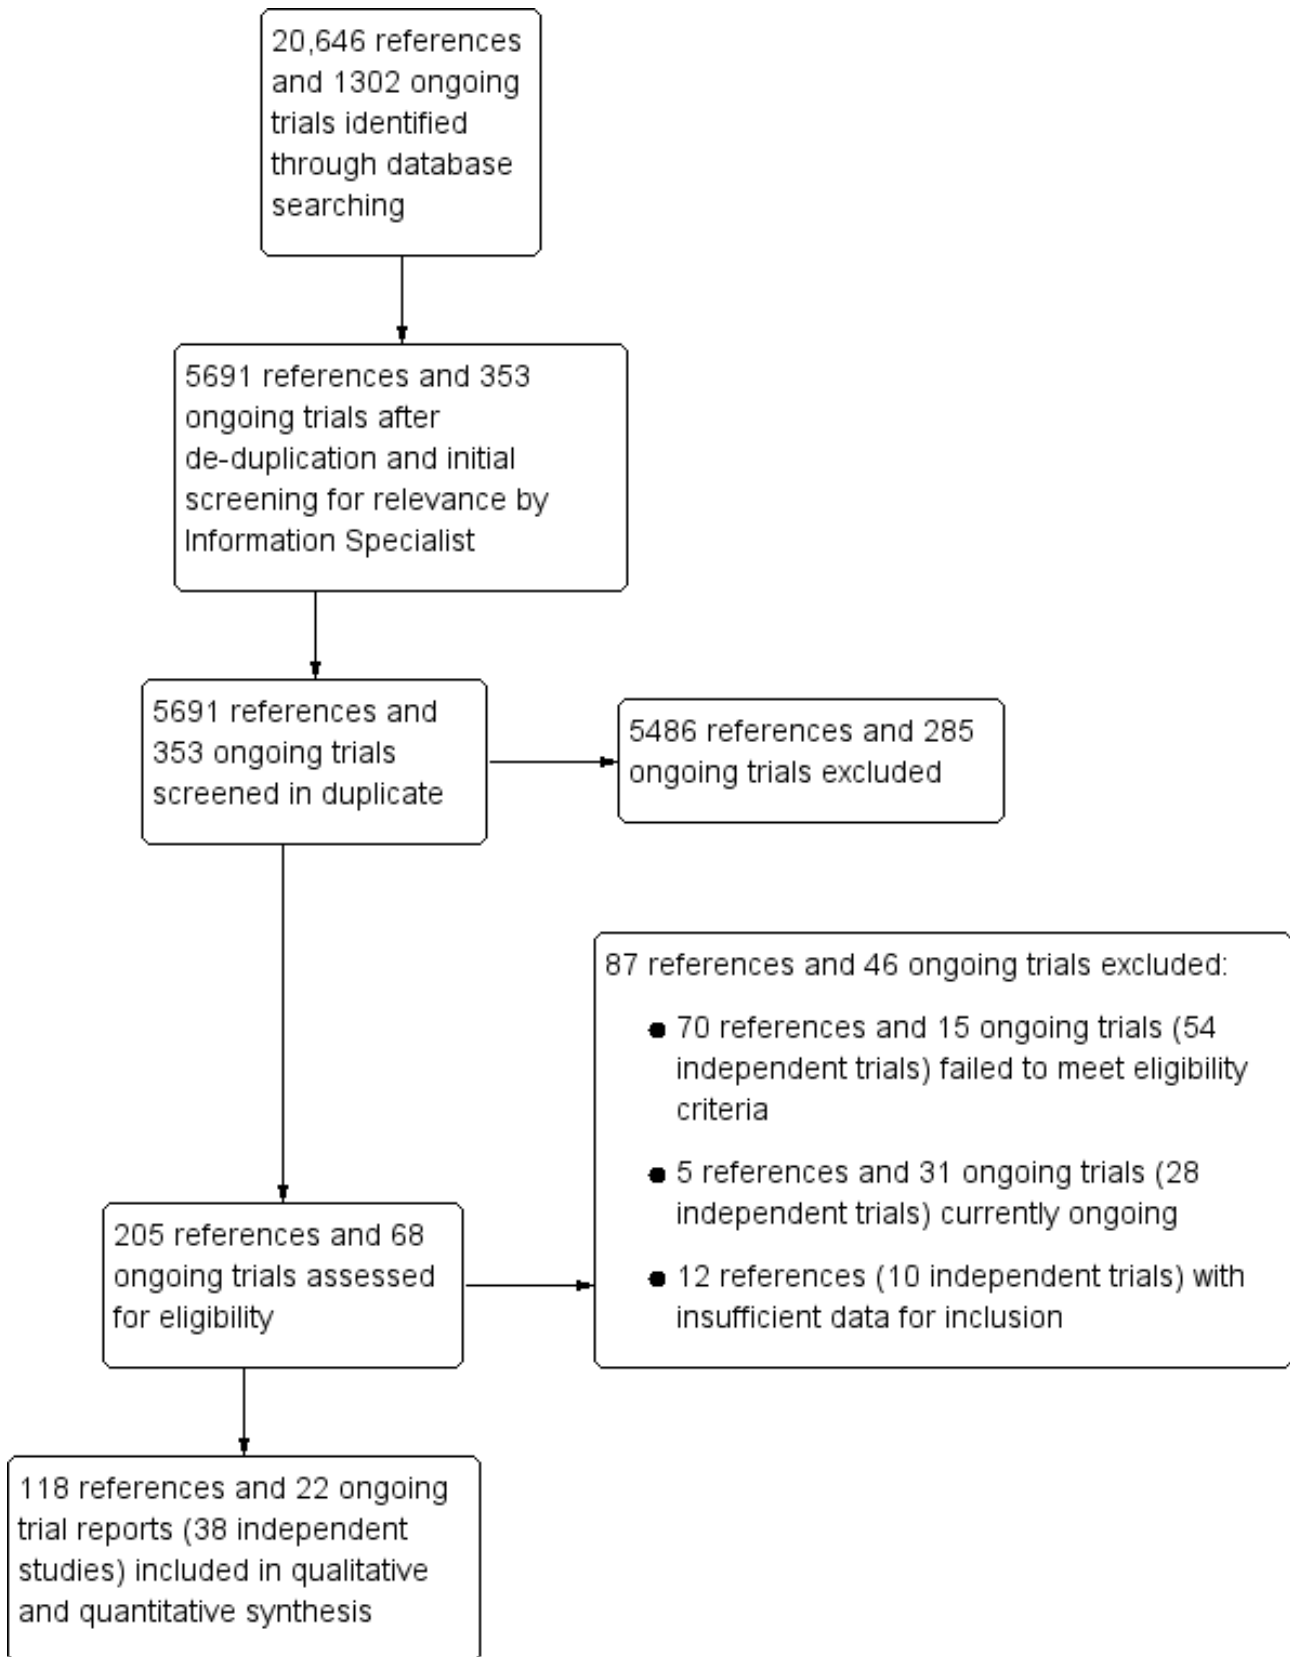 20,646 references
and 1302 ongoing
trials identified
through database
searching
5691 references and 353
ongoing trials after
de-duplication and initial
screening for relevance by
Information Specialist
5691 references and
353 ongoing trials
screened in duplicate
5486 references and 285
ongoing trials excluded
87 references and 46 ongoing trials excluded:
● 70 references and 15 ongoing trials (54
independent trials) failed to meet eligibility
criteria
● 5 references and 31 ongoing trials (28
independent trials) currently ongoing
● 12 references (10 independent trials) with
insufficient data for inclusion
205 references and 68
ongoing trials assessed
for eligibility
118 references and 22 ongoing
trial reports (38 independent
studies) included in qualitative
and quantitative synthesis